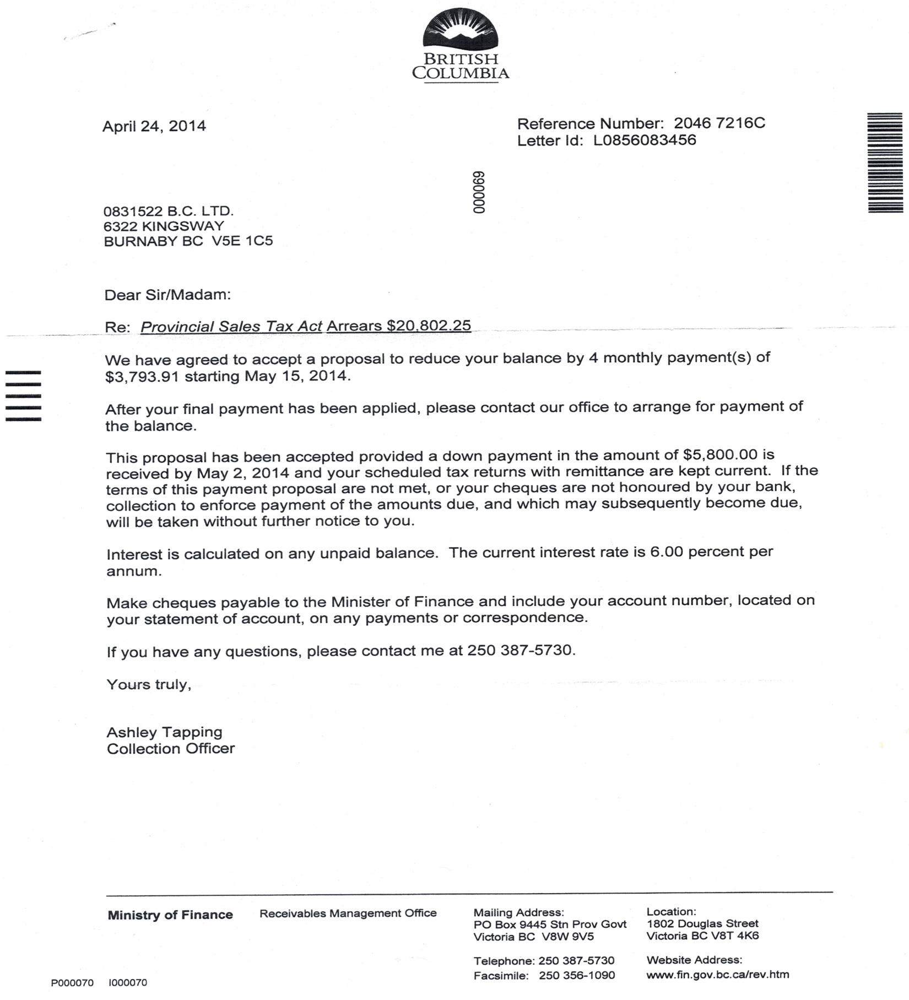 BRITISH
COLUMBIA
April 24, 2014
Reference Number: 2046 7216C
Letter Id: L0856083456
000069
0831522 B.C. LTD.
6322 KINGSWAY
BURNABY BC V5E 1C5
Dear Sir/Madam:
Re: Provincial Sales Tax Act Arrears $20,802.25
We have agreed to accept a proposal to reduce your balance by 4 monthly payment(s) of
$3,793.91 starting May 15, 2014.
After your final payment has been applied, please contact our office to arrange for payment of
the balance.
This proposal has been accepted provided a down payment in the amount of $5,800.00 is
received by May 2, 2014 and your scheduled tax returns with remittance are kept current. If the
terms of this payment proposal are not met, or your cheques are not honoured by your bank,
collection to enforce payment of the amounts due, and which may subsequently become due,
will be taken without further notice to you.
Interest is calculated on any unpaid balance. The current interest rate is 6.00 percent per
annum.
Make cheques payable to the Minister of Finance and include your account number, located on
your statement of account, on any payments or correspondence.
If you have any questions, please contact me at 250 387-5730.
Yours truly,
Ashley Tapping
Collection Officer
Ministry of Finance
Receivables Management Office
Mailing Address:
PO Box 9445 Stn Prov Govt
Victoria BC V8W 9V5
Telephone: 250 387-5730
Facsimile: 250 356-1090
Location:
1802 Douglas Street
Victoria BC V8T 4K6
Website Address:
www.fin.gov.bc.ca/rev.htm
P000070 I000070